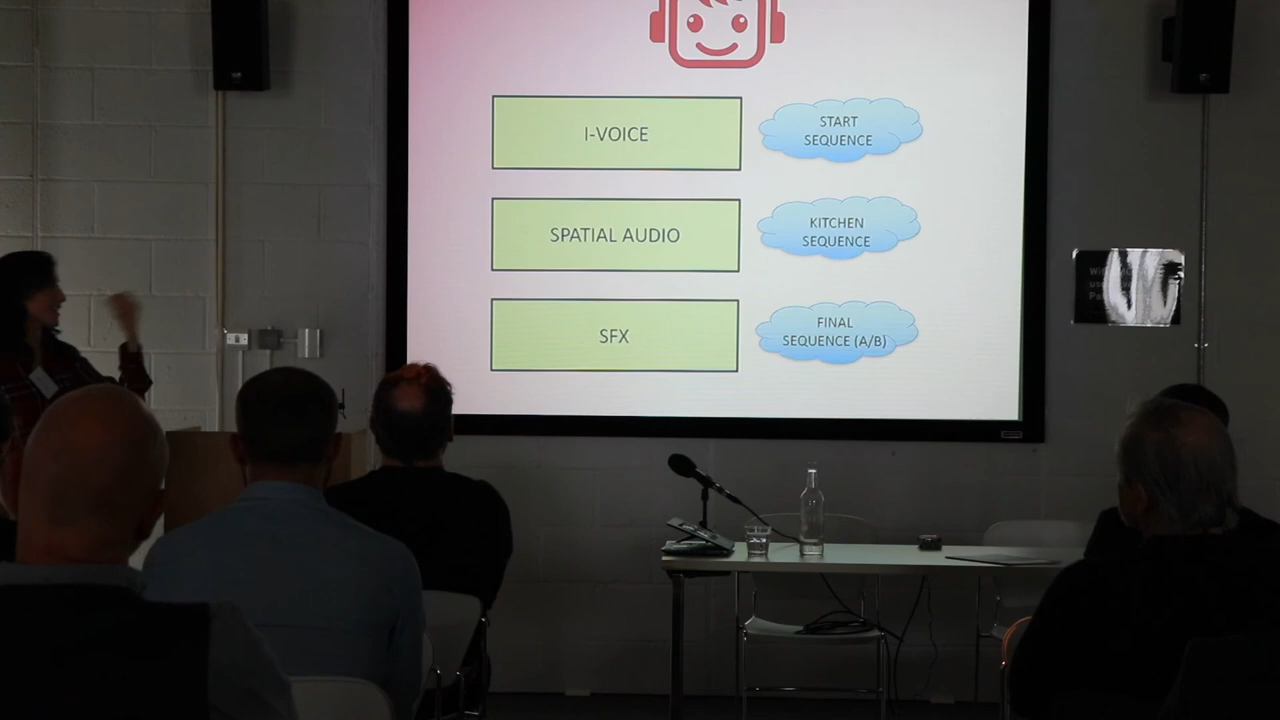 I-VOICE
START
SEQUENCE
SPATIAL AUDIO
KITCHEN
SEQUENCE
SFX
FINAL
SEQUENCE (A/B)